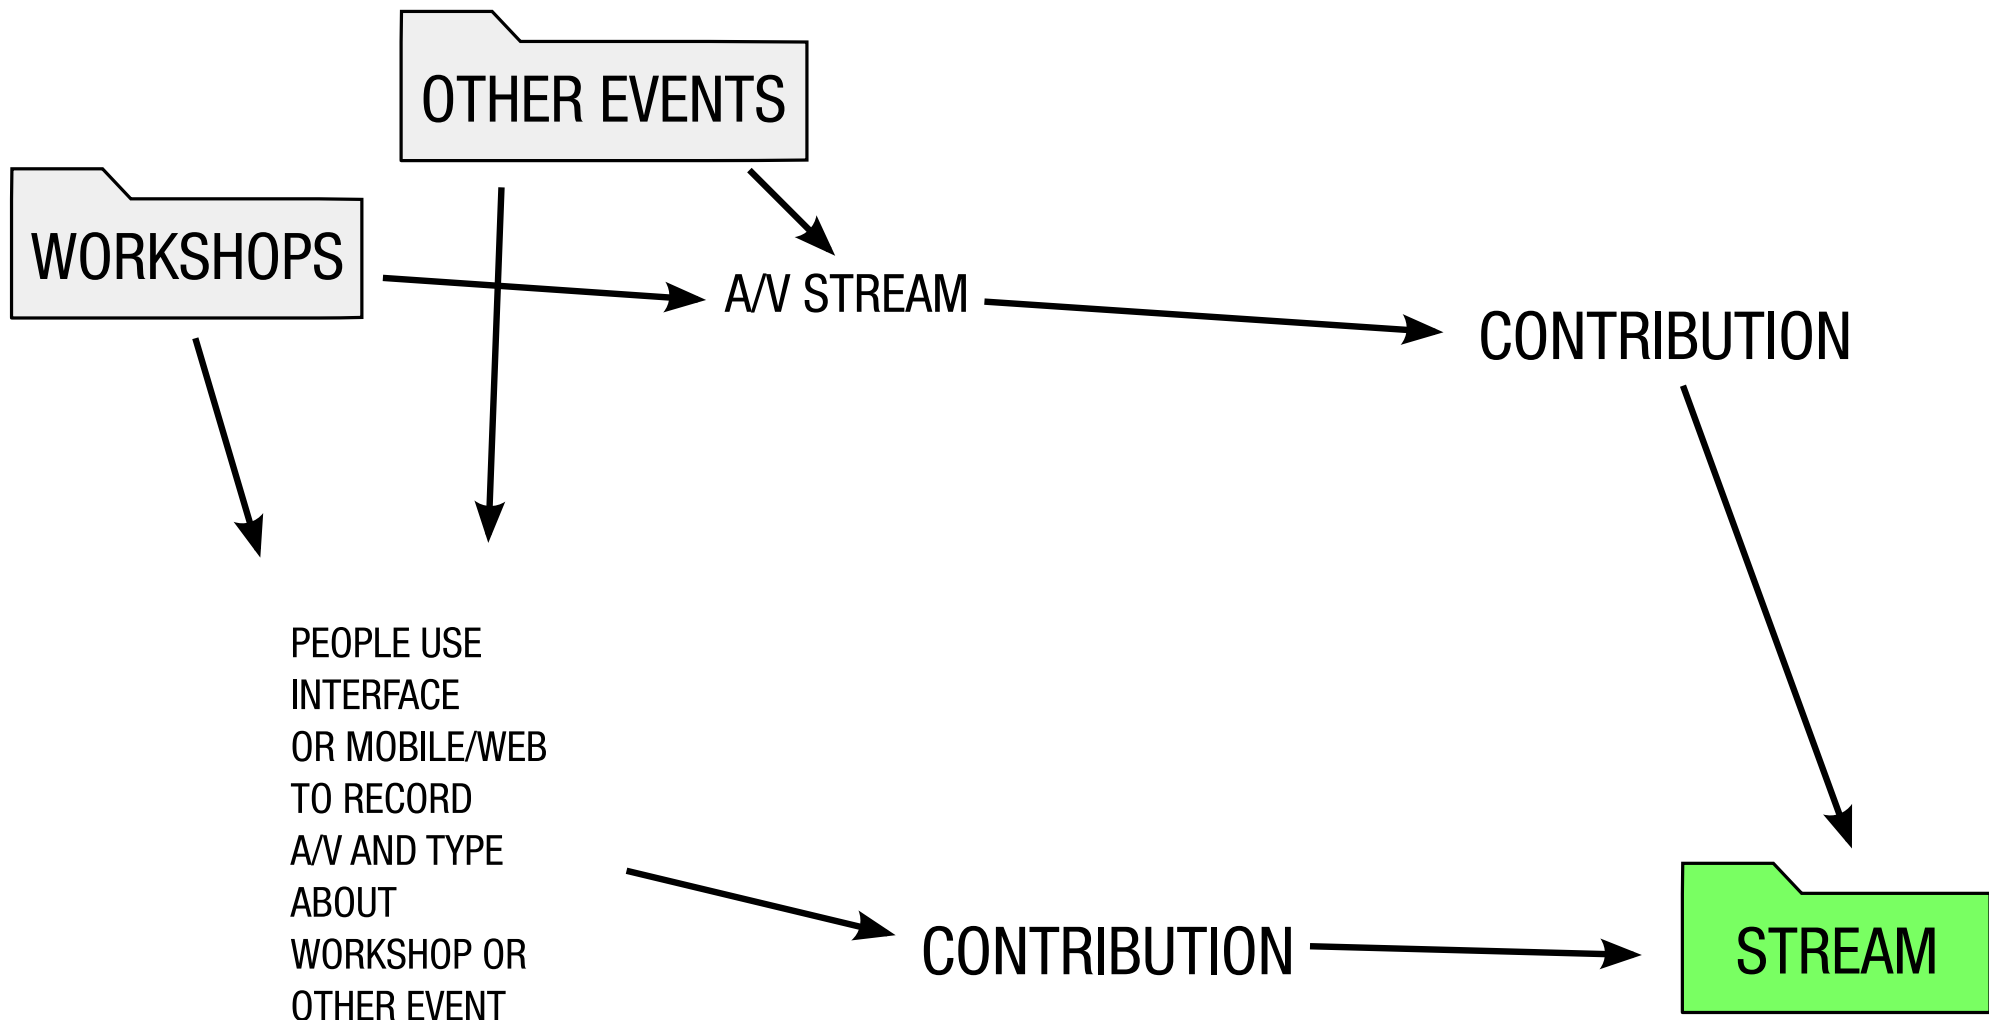 OTHER EVENTS
WORKSHOPS
A/V STREAM
CONTRIBUTION
PEOPLE USE
INTERFACE
OR MOBILE/WEB
TO RECORD
A/V AND TYPE
ABOUT
WORKSHOP OR
OTHER EVENT
CONTRIBUTION
STREAM